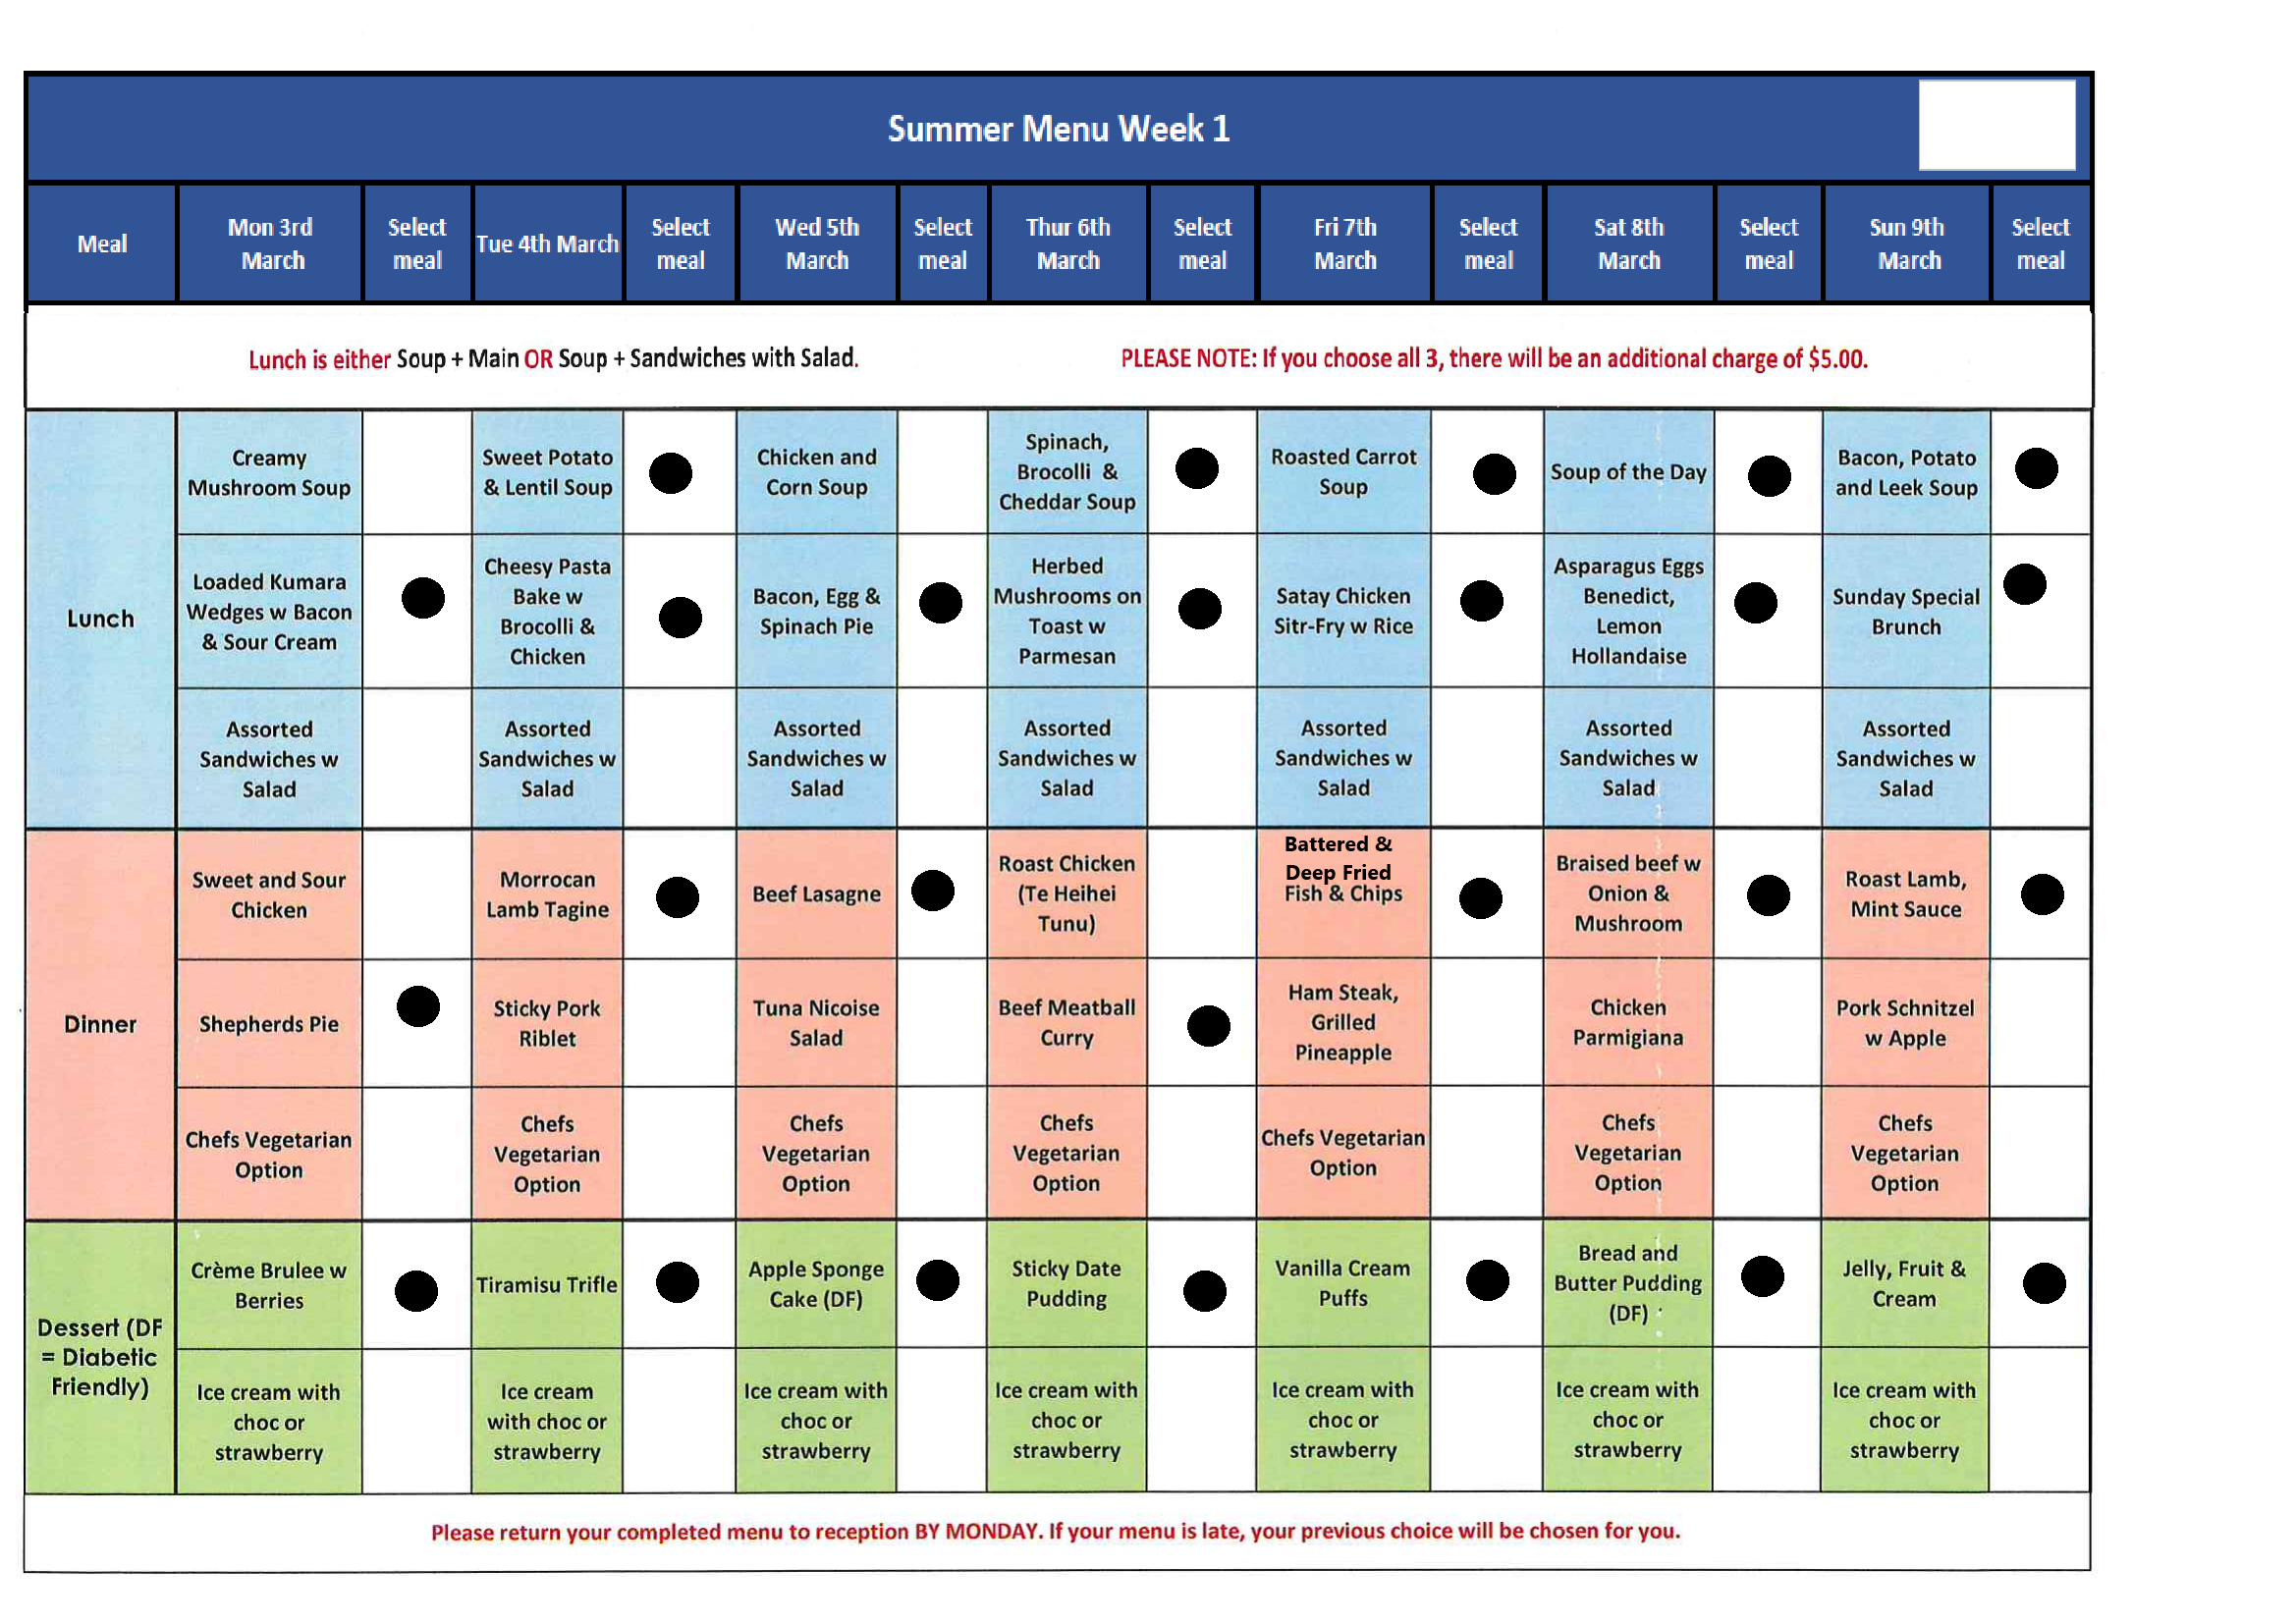 Summer Menu Week 1
Meal
Mon 3rd
March
Select
meal
Tue 4th March
Select
meal
Wed 5th
March
Select
meal
Thur 6th
March
Select
meal
Fri 7th
March
Select
meal
Sat 8th
March
Select
meal
Sun 9th
March
Select
meal
Lunch is either Soup + Main OR Soup + Sandwiches with Salad.
PLEASE NOTE: If you choose all 3, there will be an additional charge of $5.00.
Lunch
Creamy
Mushroom Soup
Sweet Potato
& Lentil Soup
Chicken and
Corn Soup
Spinach,
Brocolli &
Cheddar Soup
Roasted Carrot
Soup
Soup of the Day
Bacon, Potato
and Leek Soup
Loaded Kumara
Wedges w Bacon
& Sour Cream
Cheesy Pasta
Bake w
Brocolli &
Chicken
Bacon, Egg &
Spinach Pie
Herbed
Mushrooms on
Toast w
Parmesan
Satay Chicken
Sitr-Fry w Rice
Asparagus Eggs
Benedict,
Lemon
Hollandaise
Sunday Special
Brunch
Assorted
Sandwiches w
Salad
Assorted
Sandwiches w
Salad
Assorted
Sandwiches w
Salad
Assorted
Sandwiches w
Salad
Assorted
Sandwiches w
Salad
Assorted
Sandwiches w
Salad
Assorted
Sandwiches w
Salad
Dinner
Sweet and Sour
Chicken
Morrocan
Lamb Tagine
Beef Lasagne
Roast Chicken
(Te Heihei
Tunu)
Battered &
Deep Fried
Fish & Chips
Braised beef w
Onion &
Mushroom
Roast Lamb,
Mint Sauce
Shepherds Pie
Sticky Pork
Riblet
Tuna Nicoise
Salad
Beef Meatball
Curry
Ham Steak,
Grilled
Pineapple
Chicken
Parmigiana
Pork Schnitzel
w Apple
Chefs Vegetarian
Option
Chefs
Vegetarian
Option
Chefs
Vegetarian
Option
Chefs
Vegetarian
Option
Chefs Vegetarian
Option
Chefs
Vegetarian
Option
Chefs
Vegetarian
Option
Dessert (DF
= Diabetic
Friendly)
Crème Brulee w
Berries
Tiramisu Trifle
Apple Sponge
Cake (DF)
Sticky Date
Pudding
Vanilla Cream
Puffs
Bread and
Butter Pudding
(DF)
Jelly, Fruit &
Cream
Ice cream with
choc or
strawberry
Ice cream
with choc or
strawberry
Ice cream with
choc or
strawberry
Ice cream with
choc or
strawberry
Ice cream with
choc or
strawberry
Ice cream with
choc or
strawberry
Ice cream with
choc or
strawberry
Please return your completed menu to reception BY MONDAY. If your menu is late, your previous choice will be chosen for you.